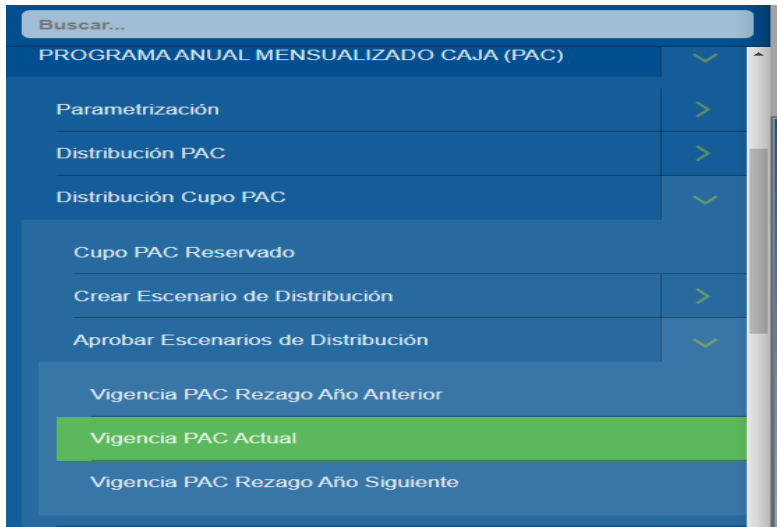 Buscar...
PROGRAMA ANUAL MENSUALIZADO CAJA (PAC)
Parametrización
Distribución PAC
Distribución Cupo PAC
Cupo PAC Reservado
Crear Escenario de Distribución
Aprobar Escenarios de Distribución
Vigencia PAC Rezago Año Anterior
Vigencia PAC Actual
Vigencia PAC Rezago Año Siguiente